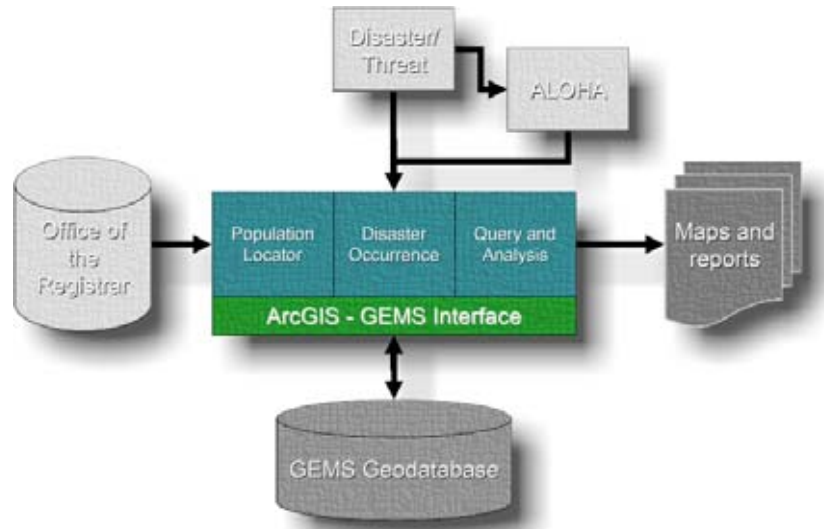 Disaster/
Threat
ALOHA
Office of
the
Registrar
Population
Locator
Disaster
Occurrence
Query and
Analysis
Maps and
reports
ArcGIS - GEMS Interface
GEMS Geodatabase